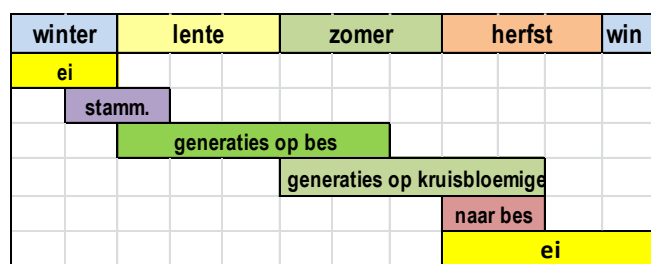 winter lente zomer herfst win
ei
stamm.
generaties op bes
generaties op kruisbloemige
naar bes
ei